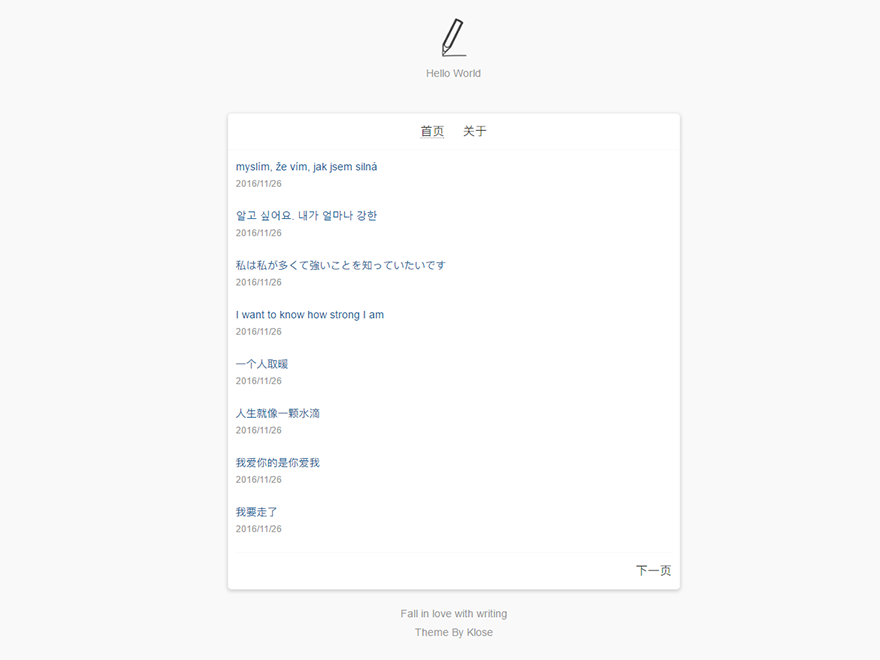 Hello World
首页 关于
myslím, že vím, jak jsem silná
2016/11/26
알고 싶어요. 내가 얼마나 강한
2016/11/26
私は私が多くて強いことを知っていたいです
2016/11/26
I want to know how strong I am
2016/11/26
一个人取暖
2016/11/26
人生就像一颗水滴
2016/11/26
我爱你的是你爱我
2016/11/26
我要走了
2016/11/26
下一页
Fall in love with writing
Theme By Klose